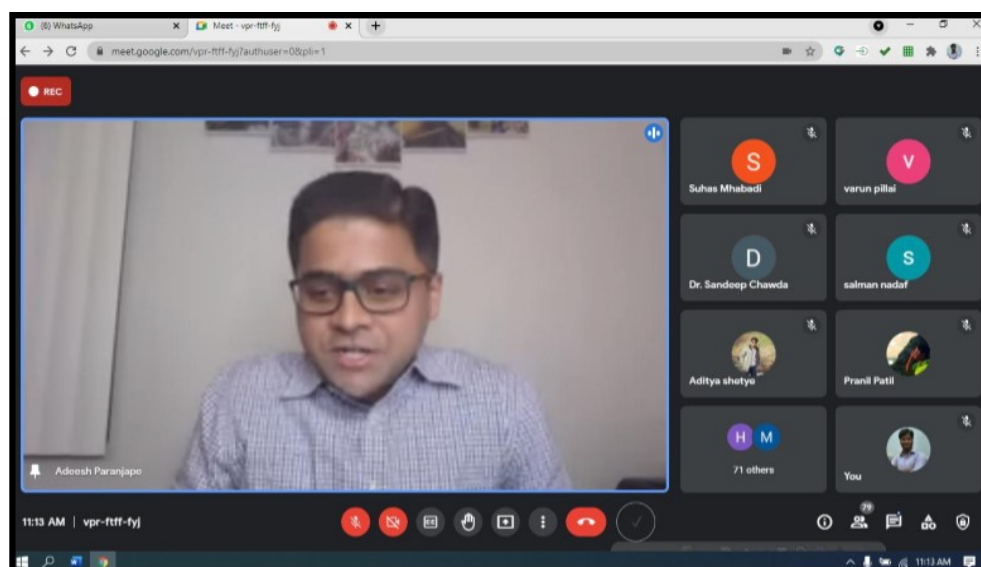 (6) WhatsApp
Meet - vpr-ftff-fyj
meet.google.com/vpr-ftff-fyj?authuser=0&pli=1
REC
S
Suhas Mhabadi
V
varun pillai
D
Dr. Sandeep Chawda
S
salman nadaf
Aditya shetye
Pranil Patil
H M
71 others
You
Adeesh Paranjape
11:13 AM | vpr-ftff-fyj
79
11:13 AM